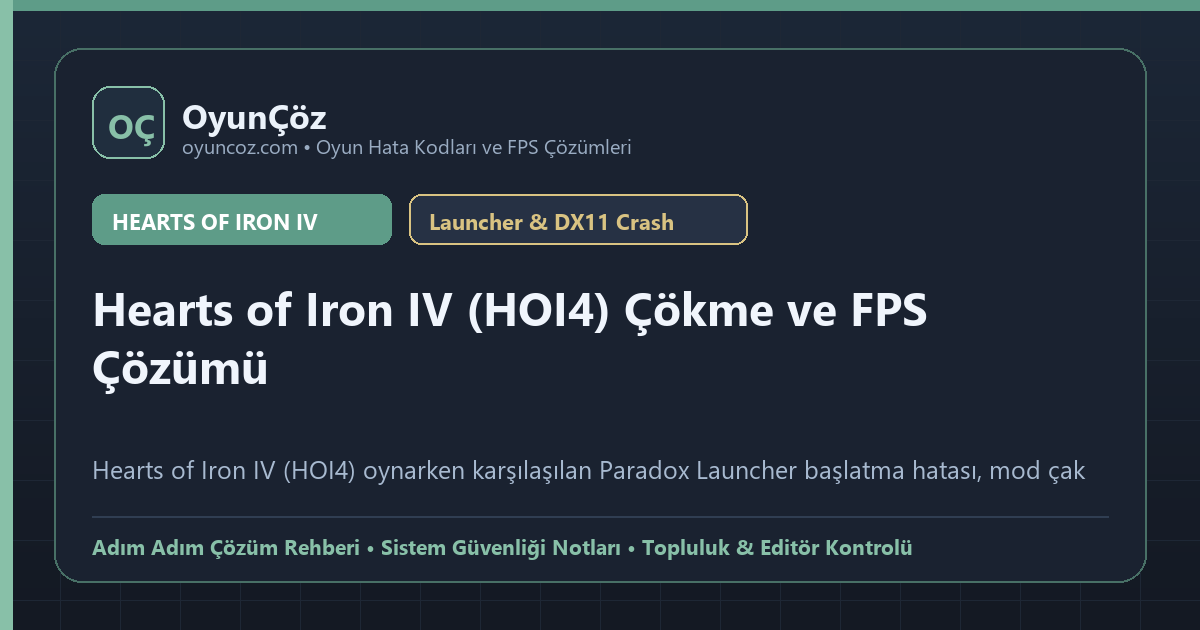 OÇ
OyunÇöz
oyuncoz.com • Oyun Hata Kodları ve FPS Çözümleri
HEARTS OF IRON IV
Launcher & DX11 Crash
Hearts of Iron IV (HOI4) Çökme ve FPS
Çözümü
Hearts of Iron IV (HOI4) oynarken karşılaşılan Paradox Launcher başlatma hatası, mod çak
Adım Adım Çözüm Rehberi • Sistem Güvenliği Notları • Topluluk & Editör Kontrolü